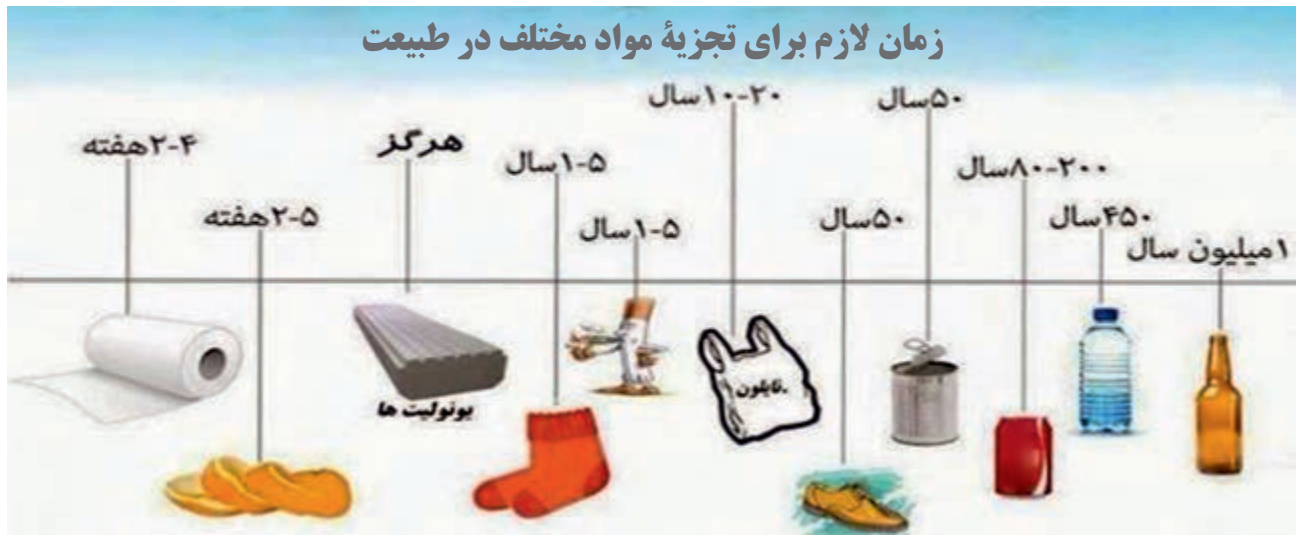 زمان لازم برای تجزیهٔ مواد مختلف در طبیعت
۱میلیون سال
۴۵۰سال
۸۰-۲۰۰سال
۵۰سال
۵۰سال
۱۰-۲۰سال
۱-۵سال
۱-۵سال
هرگز
۲-۵هفته
۲-۴هفته
نایلون
یونولیت ها